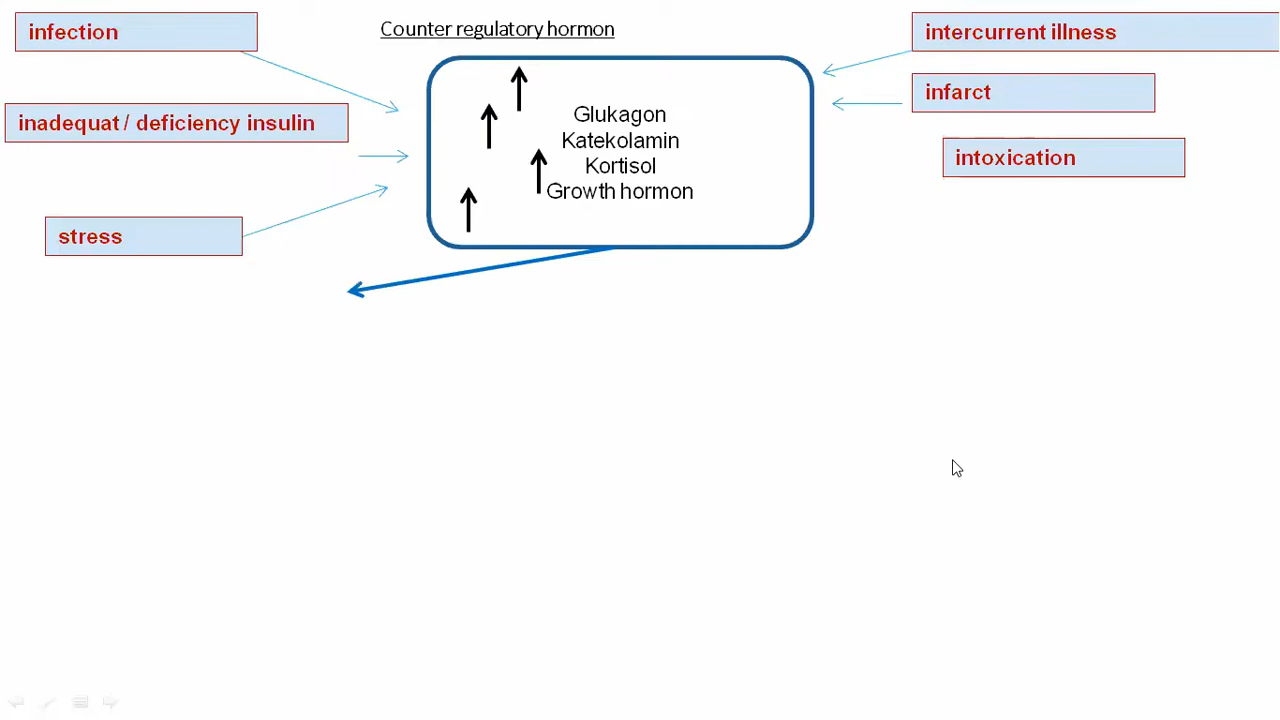 infection
Counter regulatory hormon
intercurrent illness
infarct
inadequat / deficiency insulin
Glukagon
Katekolamin
Kortisol
Growth hormon
intoxication
stress